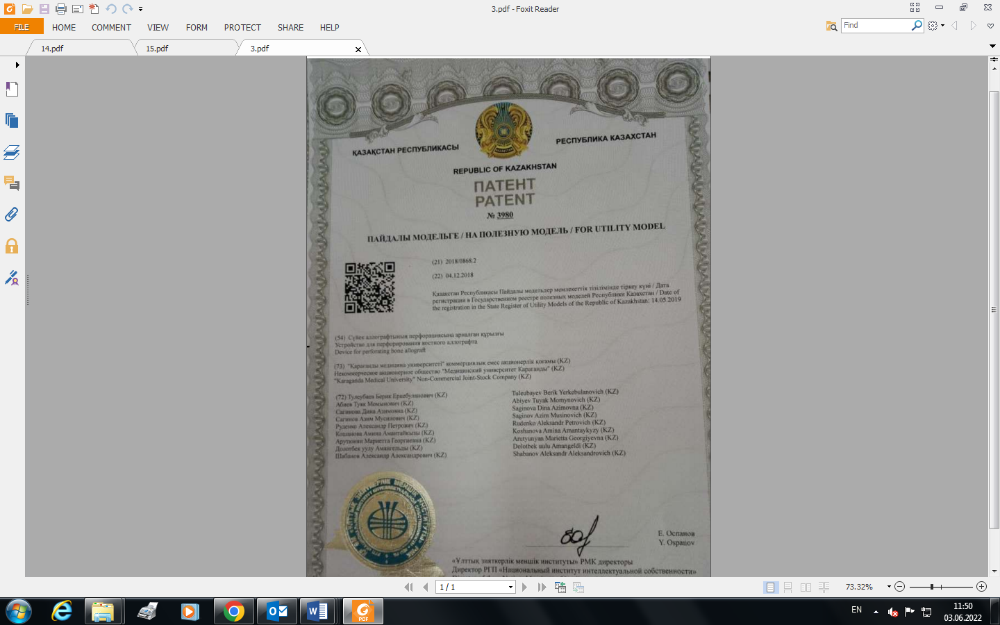 3.pdf - Foxit Reader
FILE
HOME
COMMENT
VIEW
FORM
PROTECT
SHARE
HELP
Find
14.pdf
15.pdf
3.pdf
ҚАЗАҚСТАН РЕСПУБЛИКАСЫ
РЕСПУБЛИКА КАЗАХСТАН
REPUBLIC OF KAZAKHSTAN
ПАТЕНТ
PATENT
№ 3980
ПАЙДАЛЫ МОДЕЛЬГЕ / НА ПОЛЕЗНУЮ МОДЕЛЬ / FOR UTILITY MODEL
(21) 2018/0868.2
(22) 04.12.2018
Қазақстан Республикасы Пайдалы модельдер мемлекеттік тізілімінде тіркеу күні / Дата
регистрации в Государственном реестре полезных моделей Республики Казахстан / Date of
the registration in the State Register of Utility Models of the Republic of Kazakhstan: 14.05.2019
(54) Сүйек аллографтының перфорациясына арналған құрылғы
Устройство для перфорирования костного аллографта
Device for perforating bone allograft
(73) "Караганды медицина университеті" коммерциялық емес акционерлік қоғамы (KZ)
Некоммерческое акционерное общество "Медицинский университет Караганды" (KZ)
"Karaganda Medical University" Non-Commercial Joint-Stock Company (KZ)
(72) Тулеубаев Берик Еркебуланович (KZ)
Абиев Туяк Момынович (KZ)
Сагинова Дина Азимовна (KZ)
Сагинов Азим Мусинович (KZ)
Руденко Александр Петрович (KZ)
Кошанова Амина Амантайкызы (KZ)
Арутюнян Мариетта Георгиевна (KZ)
Долотбек уулу Амангельды (KZ)
Шабанов Александр Александрович (KZ)
Tuleubayev Berik Yerkebulanovich (KZ)
Abiyev Tuyak Momynovich (KZ)
Saginova Dina Azimovna (KZ)
Saginov Azim Musinovich (KZ)
Rudenko Aleksandr Petrovich (KZ)
Koshanova Amina Amantaykyzy (KZ)
Arutyunyan Marietta Georgiyevna (KZ)
Dolotbek uulu Amangeldi (KZ)
Shabanov Aleksandr Aleksandrovich (KZ)
Е. Оспанов
Y. Ospanov
«Ұлттық зияткерлік меншік институты» РМК директоры
Директор РГП «Национальный институт интеллектуальной собственности»
1 / 1
73.32%
EN
11:50
03.06.2022